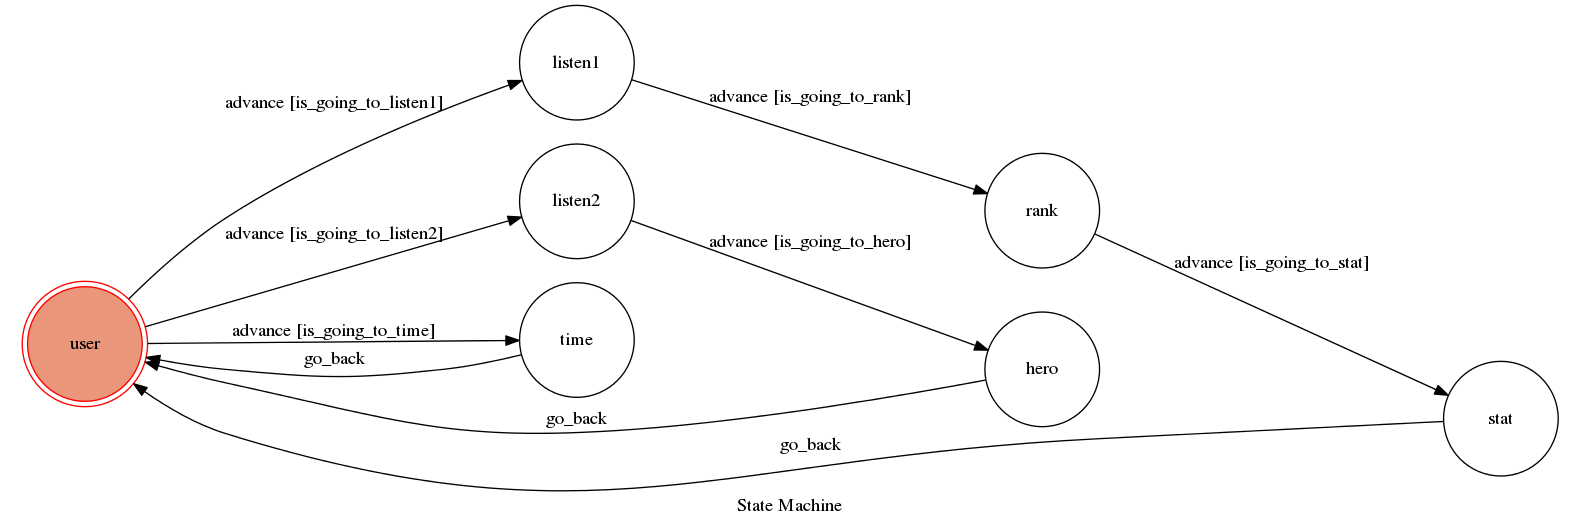 listen1
advance [is_going_to_listen1]
advance [is_going_to_rank]
listen2
rank
advance [is_going_to_listen2]
advance [is_going_to_hero]
advance [is_going_to_stat]
user
advance [is_going_to_time]
time
go_back
hero
go_back
stat
go_back
State Machine